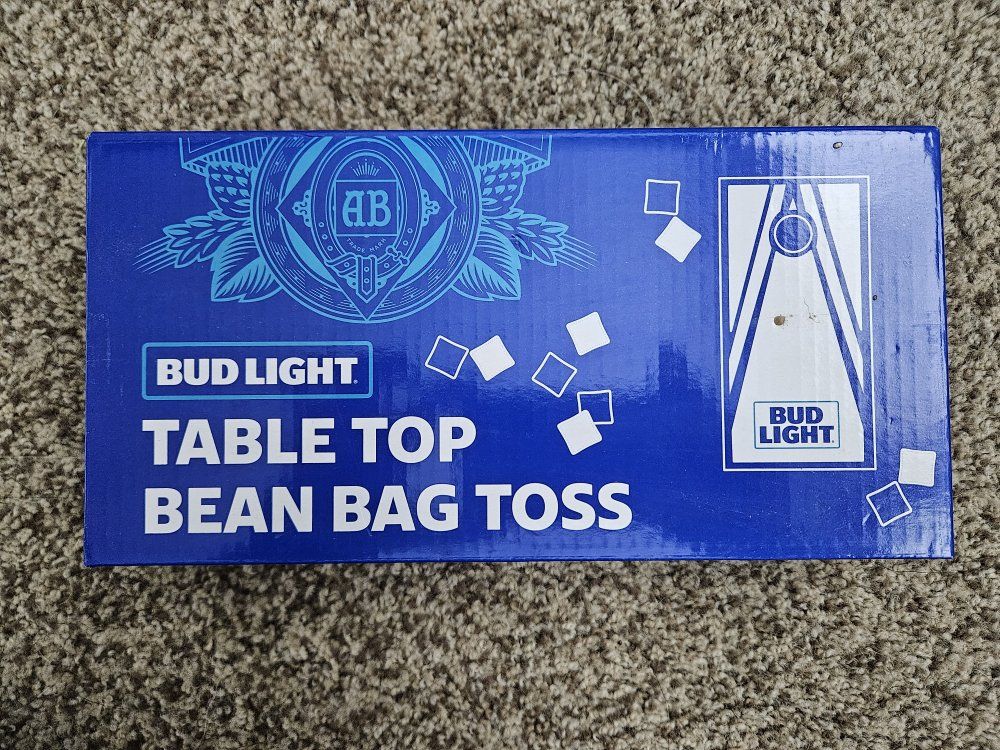 AB
TRADE MARK
BUD LIGHT.
TABLE TOP
BEAN BAG TOSS
BUD
LIGHT.